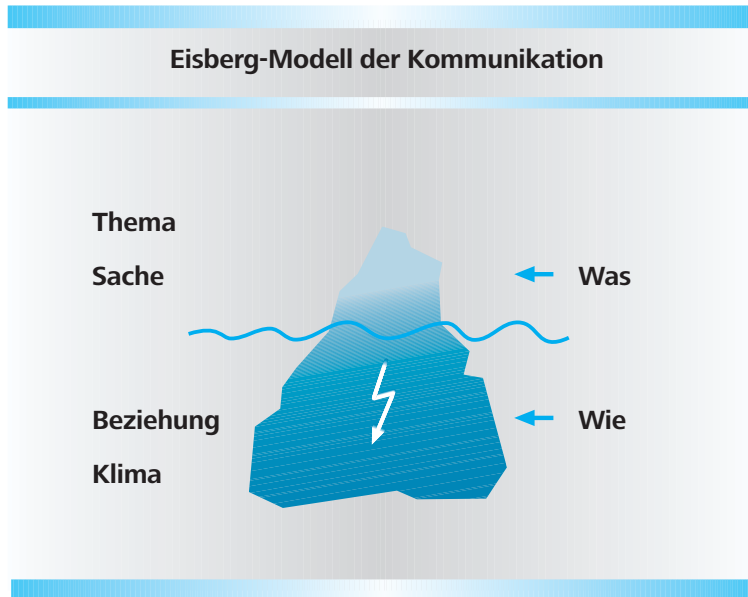 Eisberg-Modell der Kommunikation
Thema
Sache
Was
Beziehung
Wie
Klima